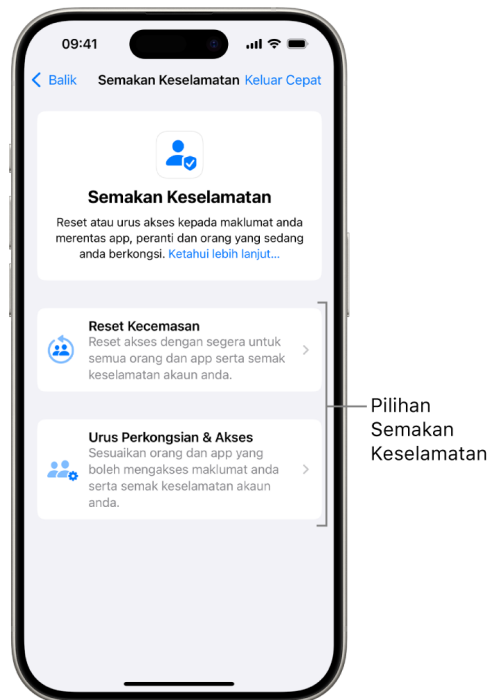 09:41
Balik Semakan Keselamatan Keluar Cepat
Semakan Keselamatan
Reset atau urus akses kepada maklumat anda
merentas app, peranti dan orang yang sedang
anda berkongsi. Ketahui lebih lanjut...
Reset Kecemasan
Reset akses dengan segera untuk
semua orang dan app serta semak
keselamatan akaun anda.
Urus Perkongsian & Akses
Sesuaikan orang dan app yang
boleh mengakses maklumat anda
serta semak keselamatan akaun
anda.
Pilihan
Semakan
Keselamatan